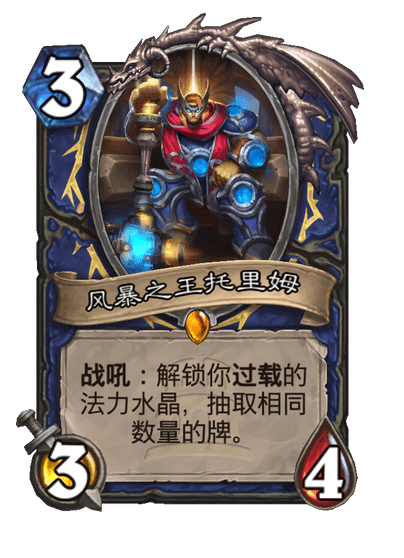 3
风暴之王托里姆
战吼：解锁你过载的
法力水晶，抽取相同
数量的牌。
3
4